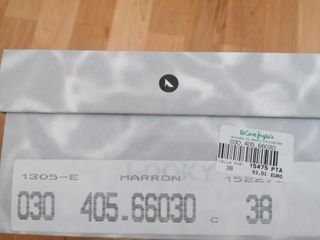 El Corte Inglés
030.405.66030
TALLA EUR. 15475 PTA
38 93.01 EURO
1305-E MARRON
030 405.66030 C 38